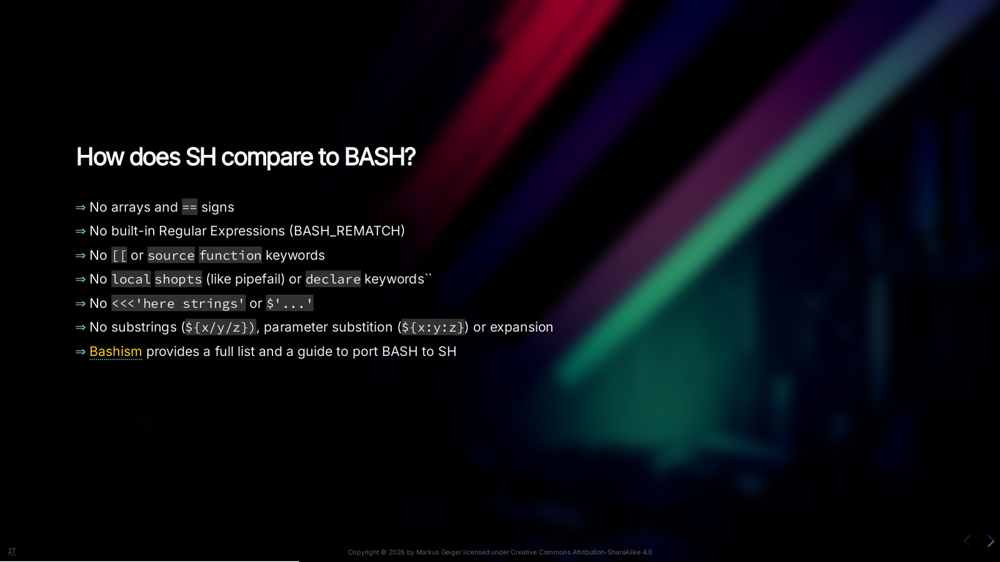 How does SH compare to BASH?
⇒ No arrays and == signs
⇒ No built-in Regular Expressions (BASH_REMATCH)
⇒ No [[ or source function keywords
⇒ No local shopts (like pipefail) or declare keywords``
⇒ No <<<'here strings' or $'...'
⇒ No substrings (${x/y/z}), parameter substition (${x:y:z}) or expansion
⇒ Bashism provides a full list and a guide to port BASH to SH
27
Copyright © 2026 by Markus Geiger licensed under Creative Commons Attribution-ShareAlike 4.0